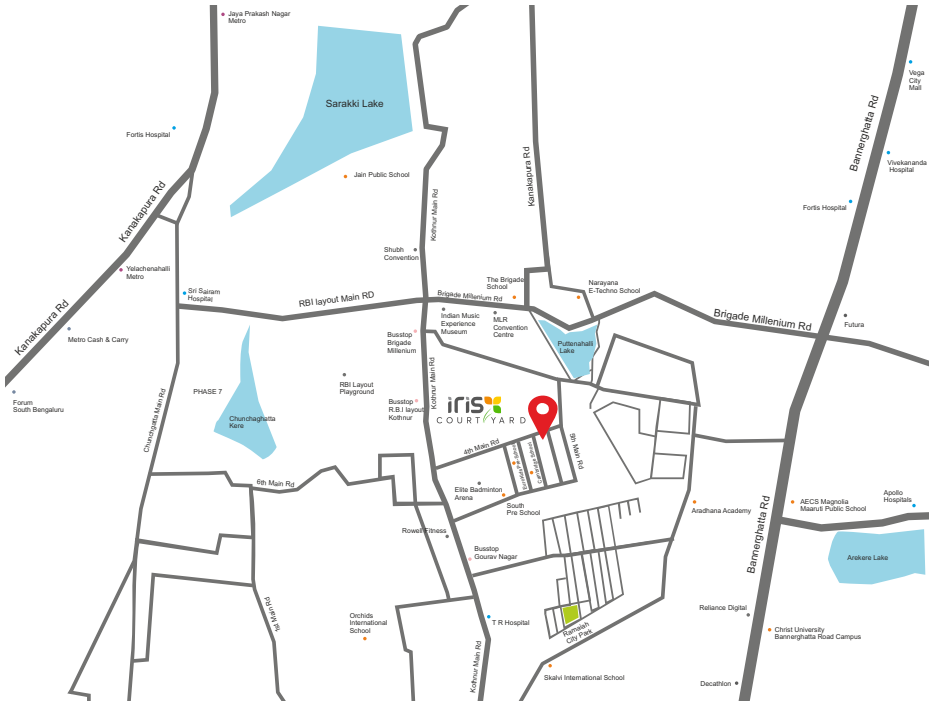 Jaya Prakash Nagar
Metro
Sarakki Lake
Vega
City
Mall
Fortis Hospital
Bannerghatta Rd
Kanakapura Rd
Vivekananda
Hospital
Jain Public School
Kanakapura Rd
Kothnur Main Rd
Fortis Hospital
Shubh
Convention
Yelachenahalli
Metro
The Brigade
School
Narayana
E-Techno School
Sri Sairam
Hospital
RBI layout Main RD
Brigade Millenium Rd
Kanakapura Rd
Indian Music
Experience
Museum
MLR
Convention
Centre
Brigade Millenium Rd
Futura
Metro Cash & Carry
Busstop
Brigade
Millenium
Puttenahalli
Lake
Forum
South Bengaluru
PHASE 7
RBI Layout
Playground
Kothnur Main Rd
Busstop
R.B.I layout
Kothnur
iris
COURTYARD
Chunchgatta Main Rd
Chunchaghatta
Kere
4th Main Rd
9th Main Rd
6th Main Rd
Elite Badminton
Arena
South
Pre School
Aradhana Academy
AECS Magnolia
Maaruti Public School
Apollo
Hospitals
Bannerghatta Rd
Rowell Fitness
Busstop
Gourav Nagar
Arekere Lake
Ist Main Rd
Orchids
International
School
T R Hospital
Ramaiah
City Park
Reliance Digital
Christ University
Bannerghatta Road Campus
Kothnur Main Rd
Skalvi International School
Decathlon